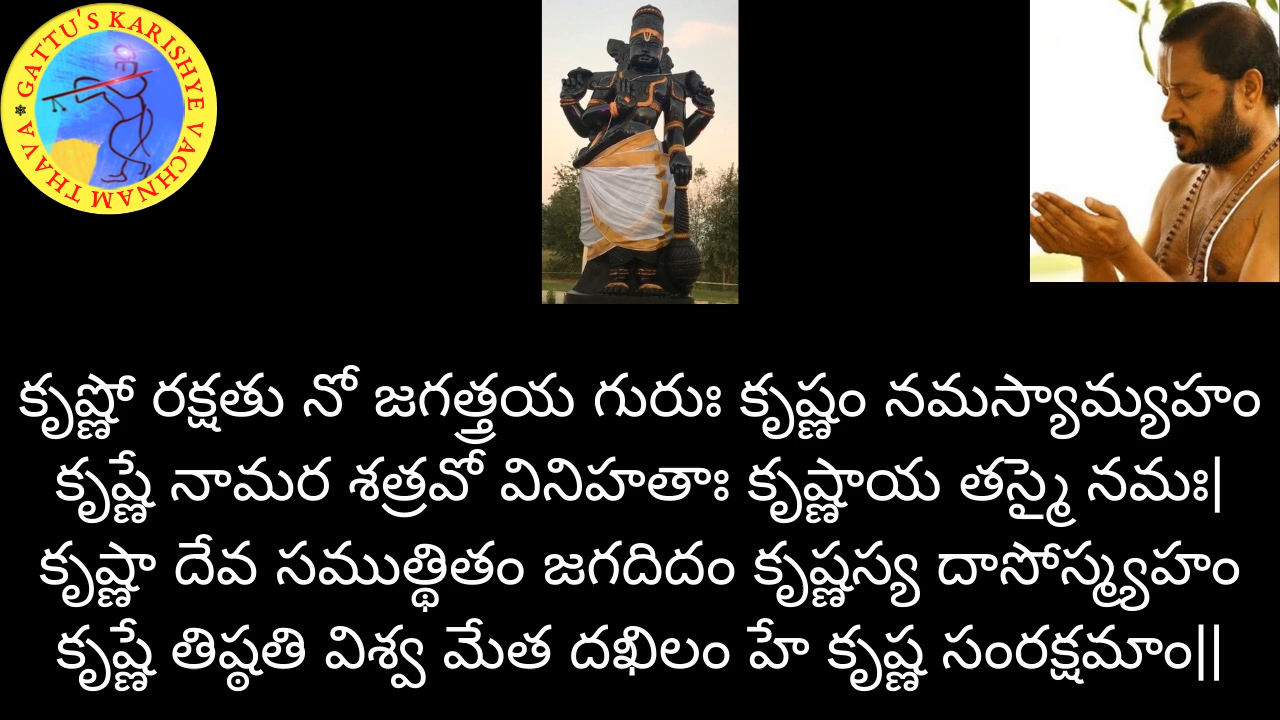 GATTU'S KARISHYE VACHNAM THAVA
కృష్ణో రక్షతు నో జగత్త్రయ గురుః కృష్ణం నమస్యామ్యహం
కృష్ణే నామర శత్రవో వినిహతాః కృష్ణాయ తస్మై నమః|
కృష్ణా దేవ సముత్థితం జగదిదం కృష్ణస్య దాసోస్మ్యహం
కృష్ణే తిష్ఠతి విశ్వ మేత దఖిలం హే కృష్ణ సంరక్షమాం||